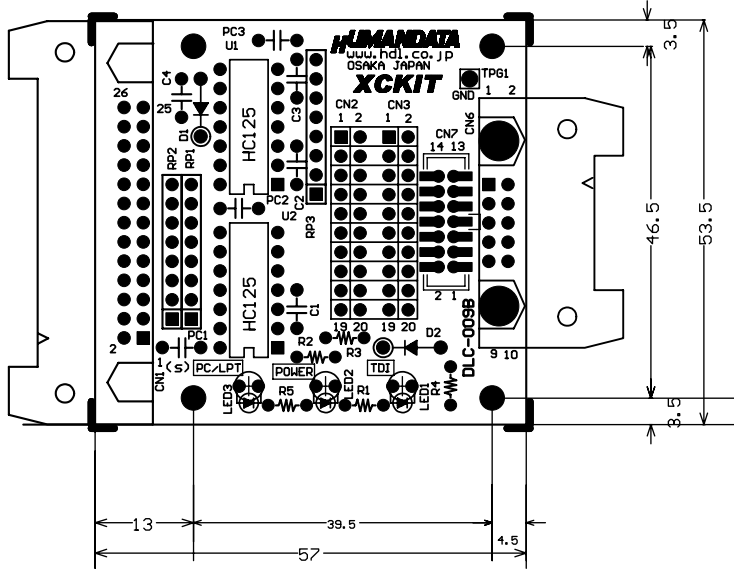 PC3
U1
HUMANDATA
www.hdl.co.jp
OSAKA JAPAN
XCKIT
TPG1
GND
1 2
CN6
C4
26
25
D1
C3
HC125
CN2 CN3
1 2 1 2
CN7
14 13
RP2
RP1
PC2
C2
U2
RP3
HC125
C1
2 1
19 20 19 20
D2
DLC-009B
9 10
2
PC1
1
(S)
CN1
PC/LPT
R2
R3
POWER
TDI
LED3
R5
LED2
R1
LED1
R4
3.5
46.5
53.5
3.5
13
39.5
4.5
57